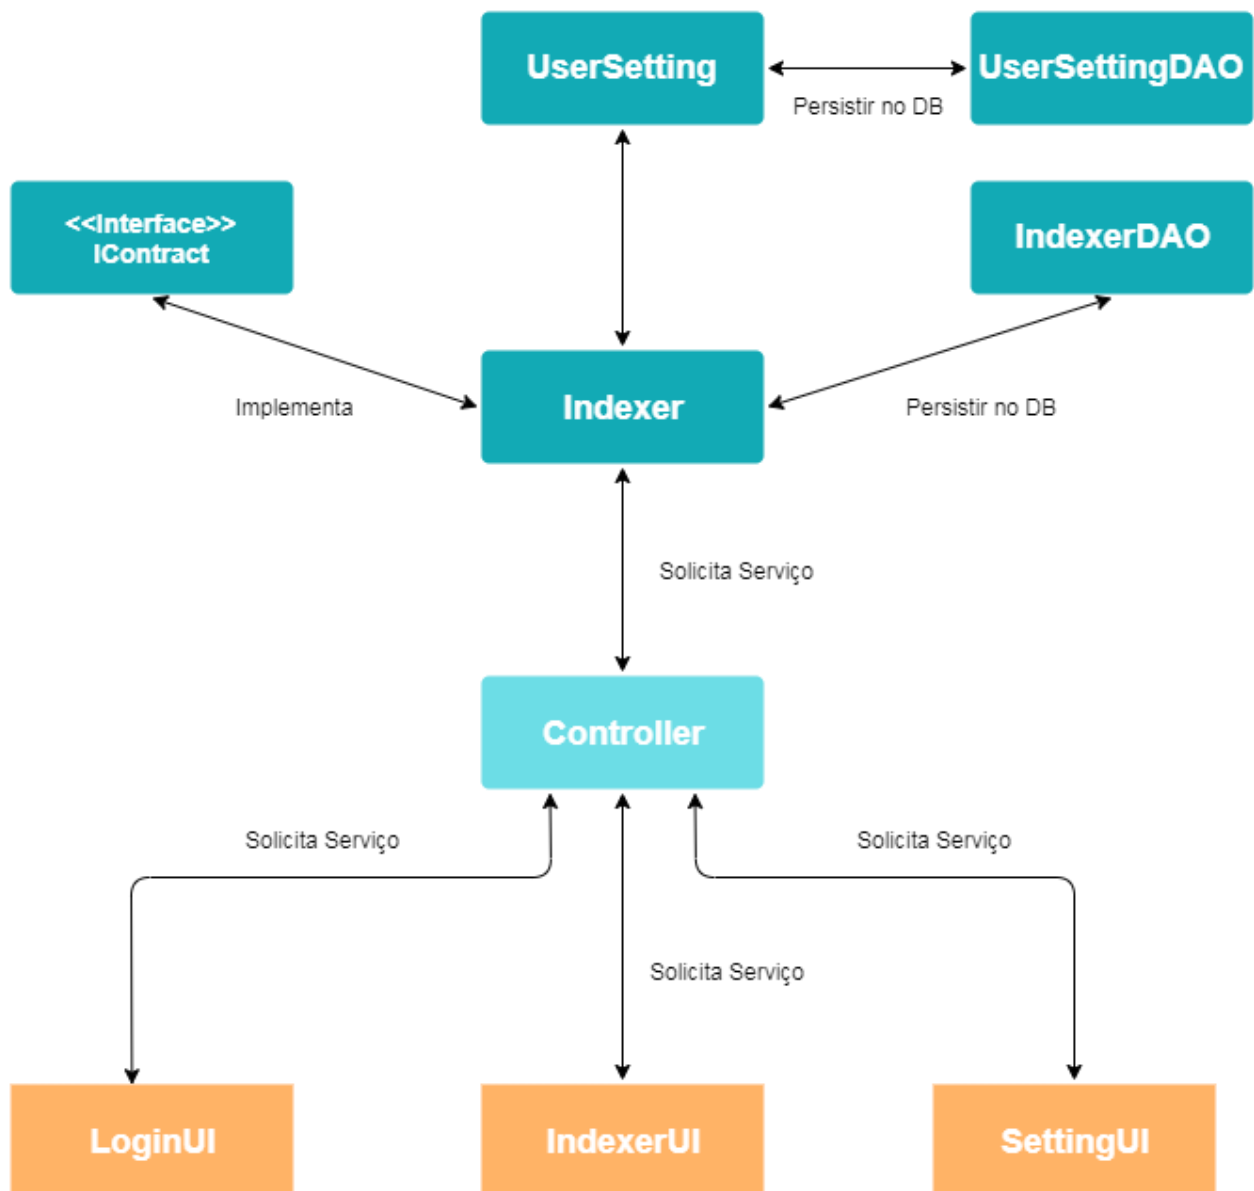 UserSetting
UserSettingDAO
Persistir no DB
<<Interface>>
IContract
IndexerDAO
Implementa
Indexer
Persistir no DB
Solicita Serviço
Controller
Solicita Serviço
Solicita Serviço
Solicita Serviço
LoginUI
IndexerUI
SettingUI